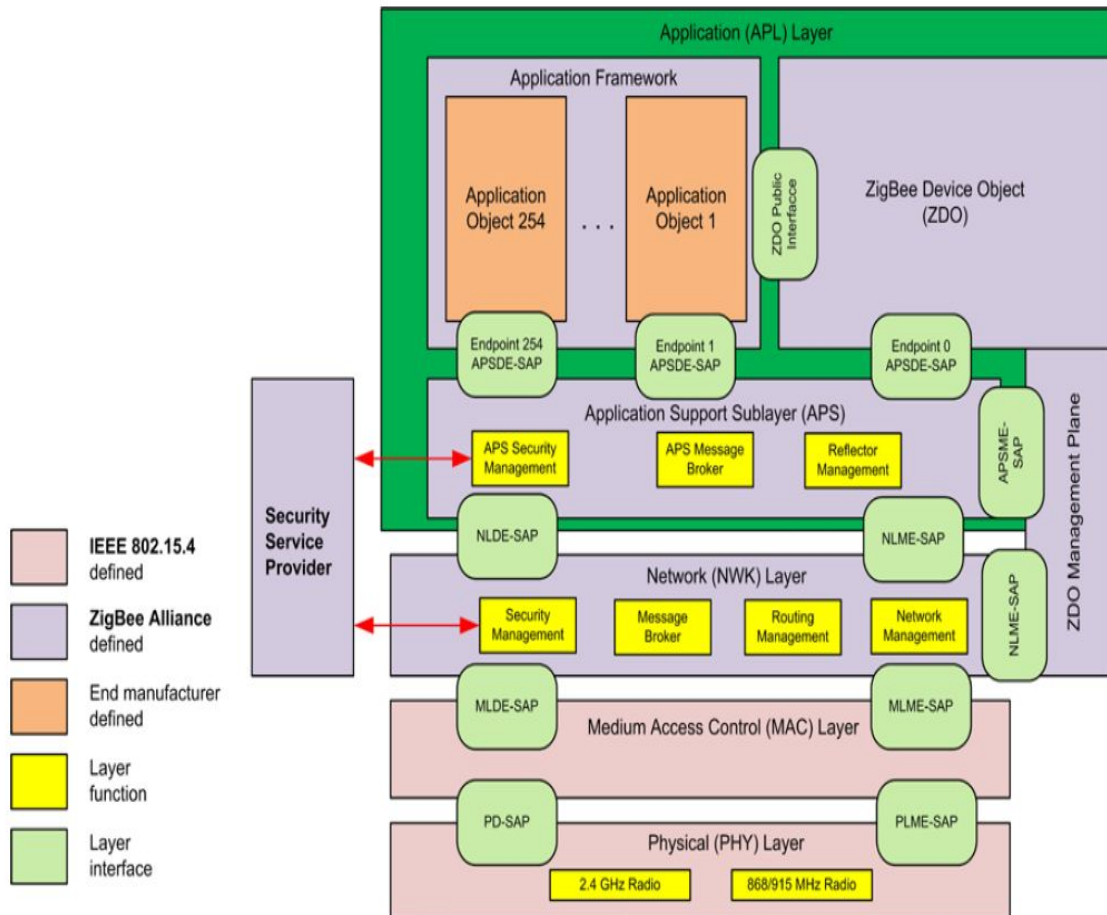 Application (APL) Layer
Application Framework
Application
Object 254
. . .
Application
Object 1
ZDO Public
Interfacce
ZigBee Device Object
(ZDO)
Endpoint 254
APSDE-SAP
Endpoint 1
APSDE-SAP
Endpoint 0
APSDE-SAP
Application Support Sublayer (APS)
APS Security
Management
APS Message
Broker
Reflector
Management
APSME-
SAP
ZDO Management Plane
Security
Service
Provider
NLDE-SAP
NLME-SAP
Network (NWK) Layer
Security
Management
Message
Broker
Routing
Management
Network
Management
NLME-SAP
MLDE-SAP
MLME-SAP
Medium Access Control (MAC) Layer
PD-SAP
PLME-SAP
Physical (PHY) Layer
2.4 GHz Radio
868/915 MHz Radio
IEEE 802.15.4
defined
ZigBee Alliance
defined
End manufacturer
defined
Layer
function
Layer
interface